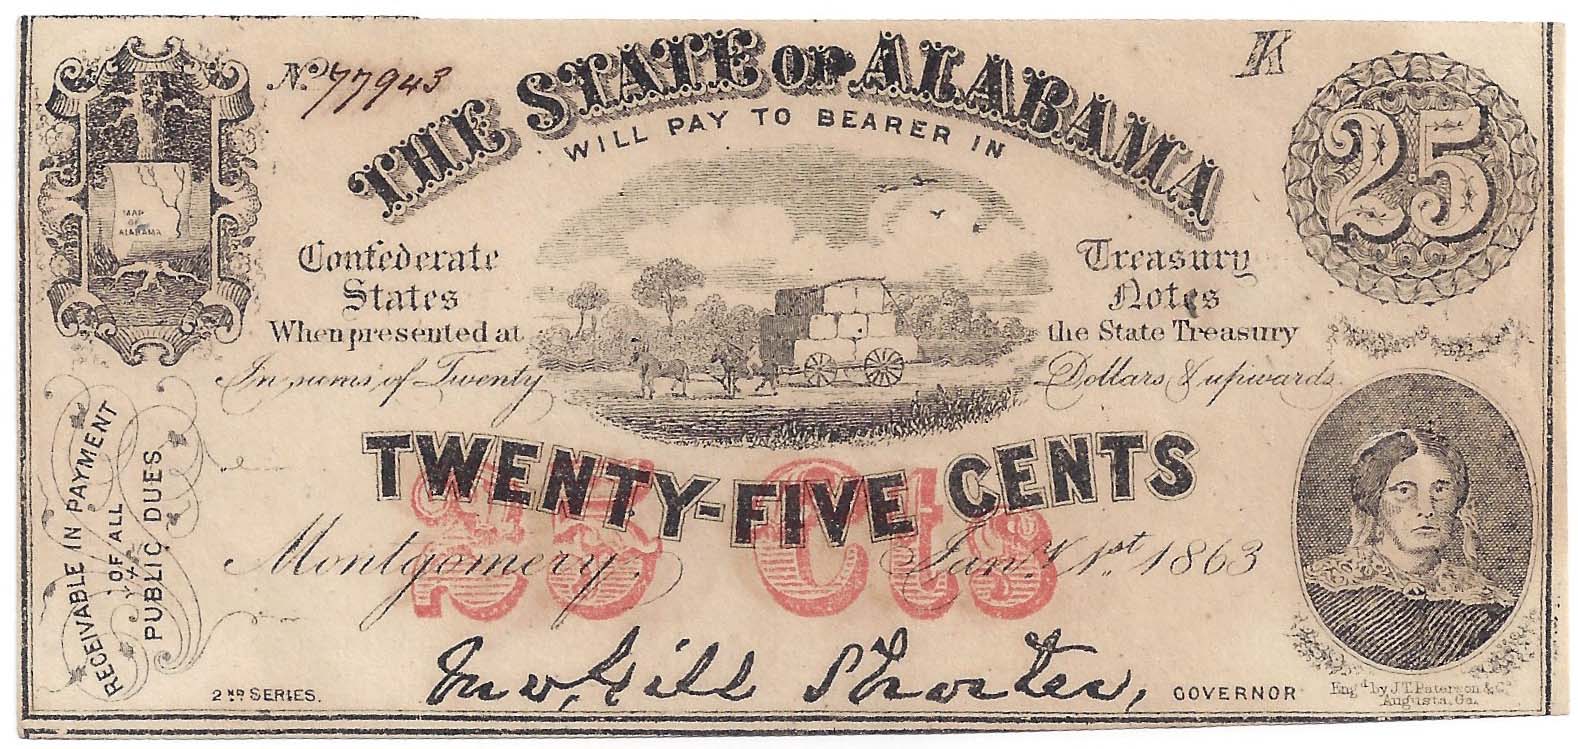 No. 77943
K
THE STATE OF ALABAMA
WILL PAY TO BEARER IN
25
MAP
OF
ALABAMA
Confederate
States
Treasury
Notes
When presented at the State Treasury
In sums of Twenty Dollars & upwards.
TWENTY-FIVE CENTS
25 Cts
Montgomery, Jany. 1st 1863
RECEIVABLE IN PAYMENT
OF ALL
PUBLIC DUES
2ND SERIES.
Jno, Gill Shorter,
GOVERNOR
Engd by J.T. Paterson & Co
Augusta, Ga.